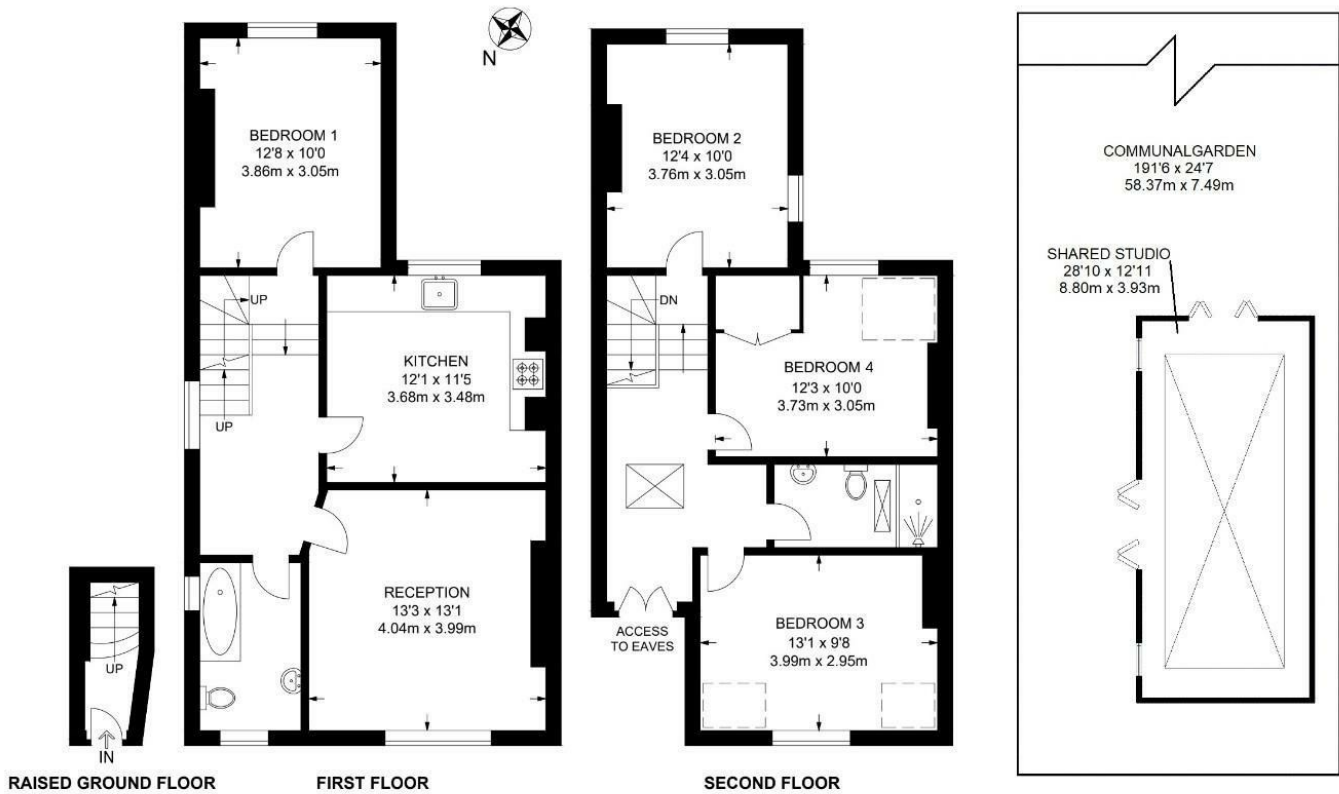 N
BEDROOM 1
12'8 x 10'0
3.86m x 3.05m
UP
UP
KITCHEN
12'1 x 11'5
3.68m x 3.48m
RECEPTION
13'3 x 13'1
4.04m x 3.99m
UP
IN
RAISED GROUND FLOOR
FIRST FLOOR
BEDROOM 2
12'4 x 10'0
3.76m x 3.05m
DN
BEDROOM 4
12'3 x 10'0
3.73m x 3.05m
ACCESS
TO EAVES
BEDROOM 3
13'1 x 9'8
3.99m x 2.95m
SECOND FLOOR
COMMUNALGARDEN
191'6 x 24'7
58.37m x 7.49m
SHARED STUDIO
28'10 x 12'11
8.80m x 3.93m